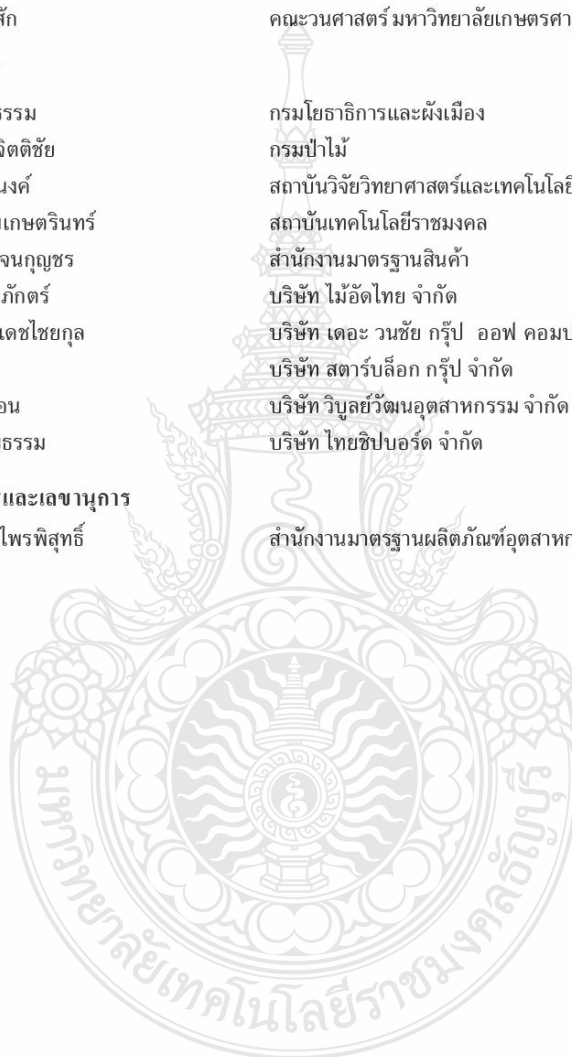 สัก คณะวนศาสตร์ มหาวิทยาลัยเกษตรศา
ธรรม กรมโยธาธิการและผังเมือง
จิตติชัย กรมป่าไม้
นงค์ สถาบันวิจัยวิทยาศาสตร์และเทคโนโลยี
เกษตรินทร์ สถาบันเทคโนโลยีราชมงคล
จนกุญชร สำนักงานมาตรฐานสินค้า
ภักตร์ บริษัท ไม้อัดไทย จำกัด
เดชไชยกุล บริษัท เดอะ วนชัย กรุ๊ป ออฟ คอมป
บริษัท สตาร์บล็อก กรุ๊ป จำกัด
อน บริษัท วิบูลย์วัฒนอุตสาหกรรม จำกัด
ธรรม บริษัท ไทยชิปบอร์ด จำกัด
และเลขานุการ
ไพรพิสุทธิ์ สำนักงานมาตรฐานผลิตภัณฑ์อุตสาหก
มหาวิทยาลัยเทคโนโลยีราชมงคลธัญบุรี